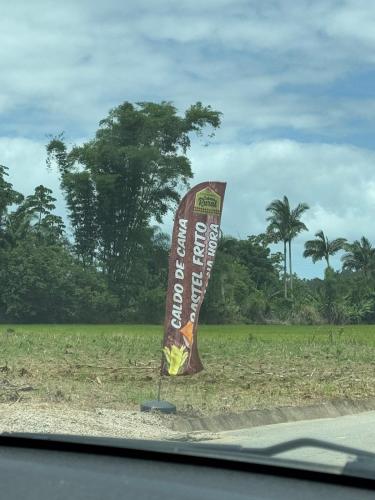 CALDO DE CANA
PASTEL FRITO
NA HORA